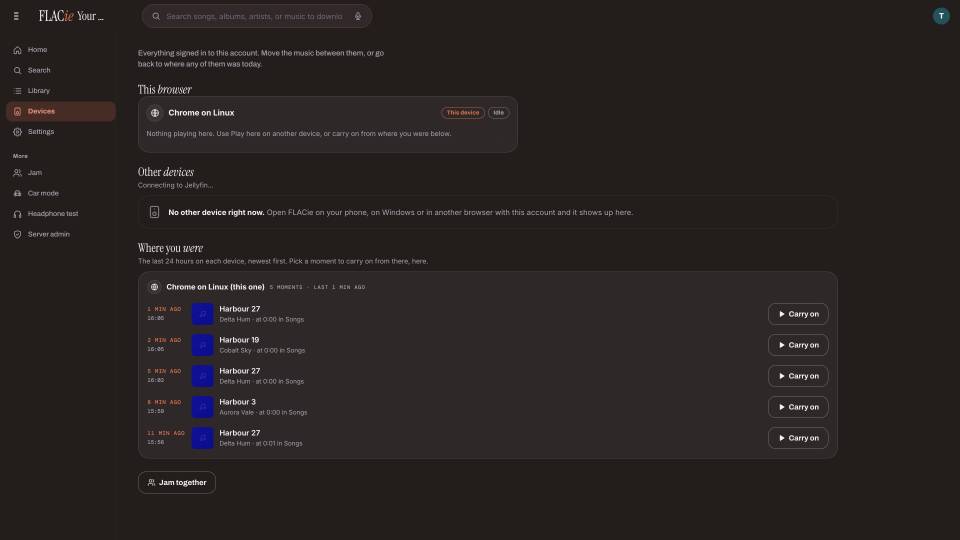 FLACie Your ...
Search songs, albums, artists, or music to downlo
T
Home
Search
Library
Devices
Settings
More
Jam
Car mode
Headphone test
Server admin
Everything signed in to this account. Move the music between them, or go
back to where any of them was today.
This browser
Chrome on Linux
This device
Idle
Nothing playing here. Use Play here on another device, or carry on from where you were below.
Other devices
Connecting to Jellyfin...
No other device right now. Open FLACie on your phone, on Windows or in another browser with this account and it shows up here.
Where you were
The last 24 hours on each device, newest first. Pick a moment to carry on from there, here.
Chrome on Linux (this one) 5 MOMENTS · LAST 1 MIN AGO
1 MIN AGO
16:06
Harbour 27
Delta Hum · at 0:00 in Songs
Carry on
2 MIN AGO
16:05
Harbour 19
Cobalt Sky · at 0:00 in Songs
Carry on
5 MIN AGO
16:02
Harbour 27
Delta Hum · at 0:00 in Songs
Carry on
8 MIN AGO
15:59
Harbour 3
Aurora Vale · at 0:00 in Songs
Carry on
11 MIN AGO
15:56
Harbour 27
Delta Hum · at 0:01 in Songs
Carry on
Jam together